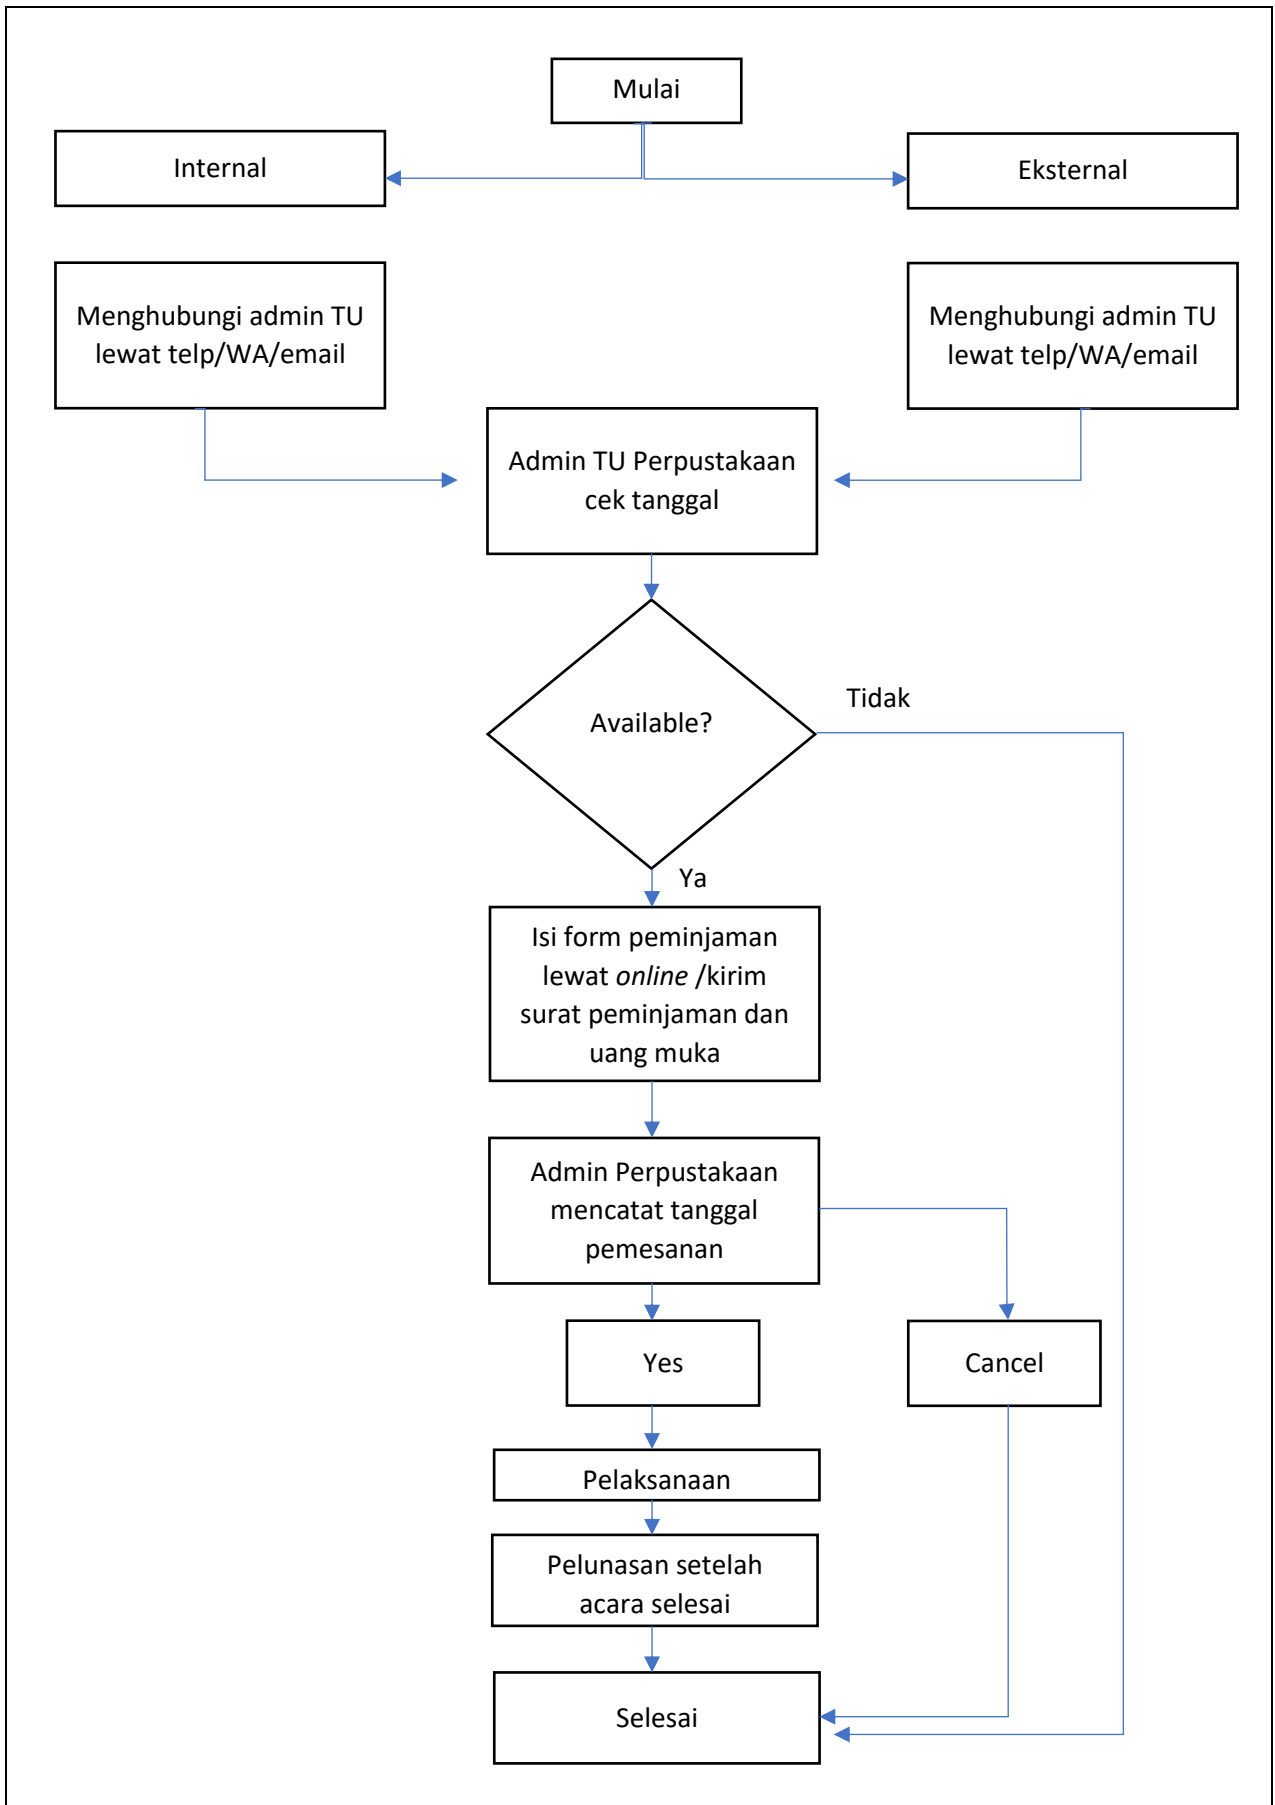 Mulai
Internal
Eksternal
Menghubungi admin TU
lewat telp/WA/email
Menghubungi admin TU
lewat telp/WA/email
Admin TU Perpustakaan
cek tanggal
Available?
Tidak
Ya
Isi form peminjaman
lewat online /kirim
surat peminjaman dan
uang muka
Admin Perpustakaan
mencatat tanggal
pemesanan
Yes
Cancel
Pelaksanaan
Pelunasan setelah
acara selesai
Selesai